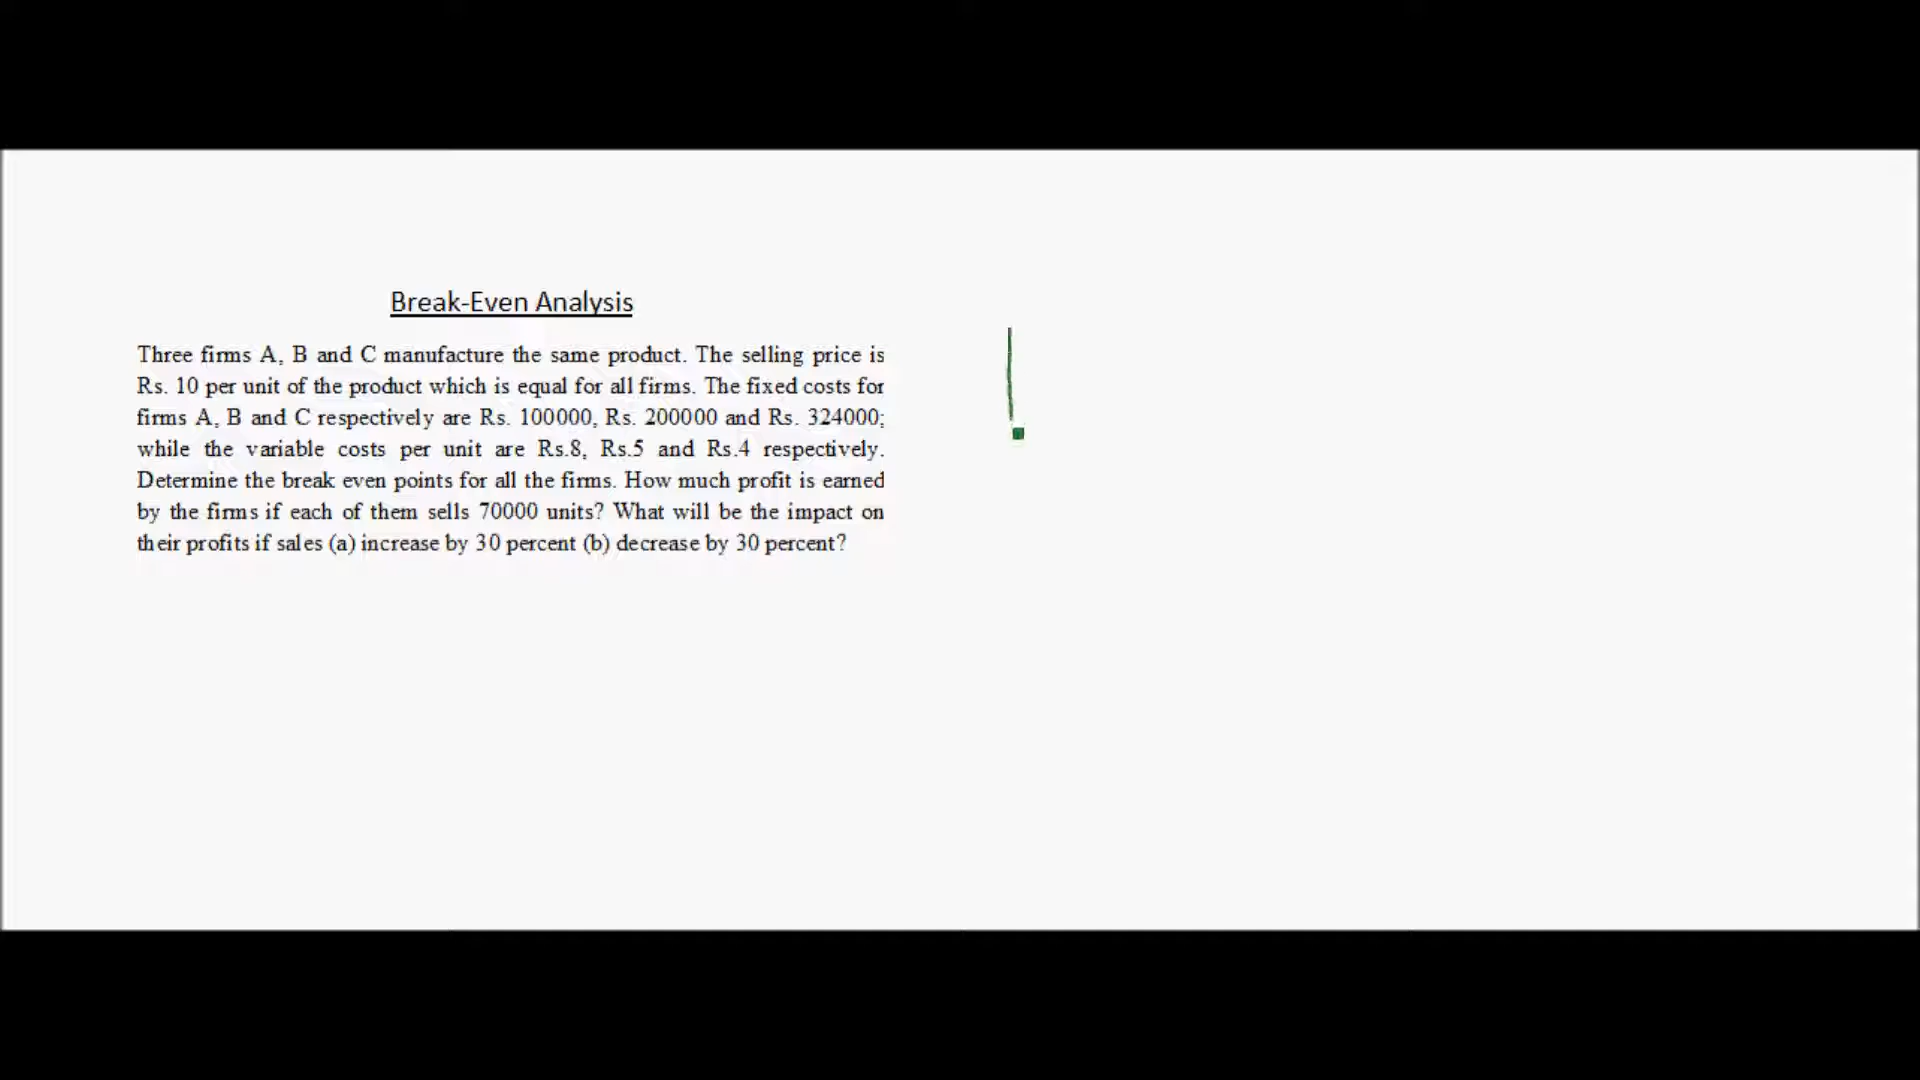 Break-Even Analysis
Three firms A, B and C manufacture the same product. The selling price is
Rs. 10 per unit of the product which is equal for all firms. The fixed costs for
firms A, B and C respectively are Rs. 100000, Rs. 200000 and Rs. 324000;
while the variable costs per unit are Rs.8, Rs.5 and Rs.4 respectively.
Determine the break even points for all the firms. How much profit is earned
by the firms if each of them sells 70000 units? What will be the impact on
their profits if sales (a) increase by 30 percent (b) decrease by 30 percent?